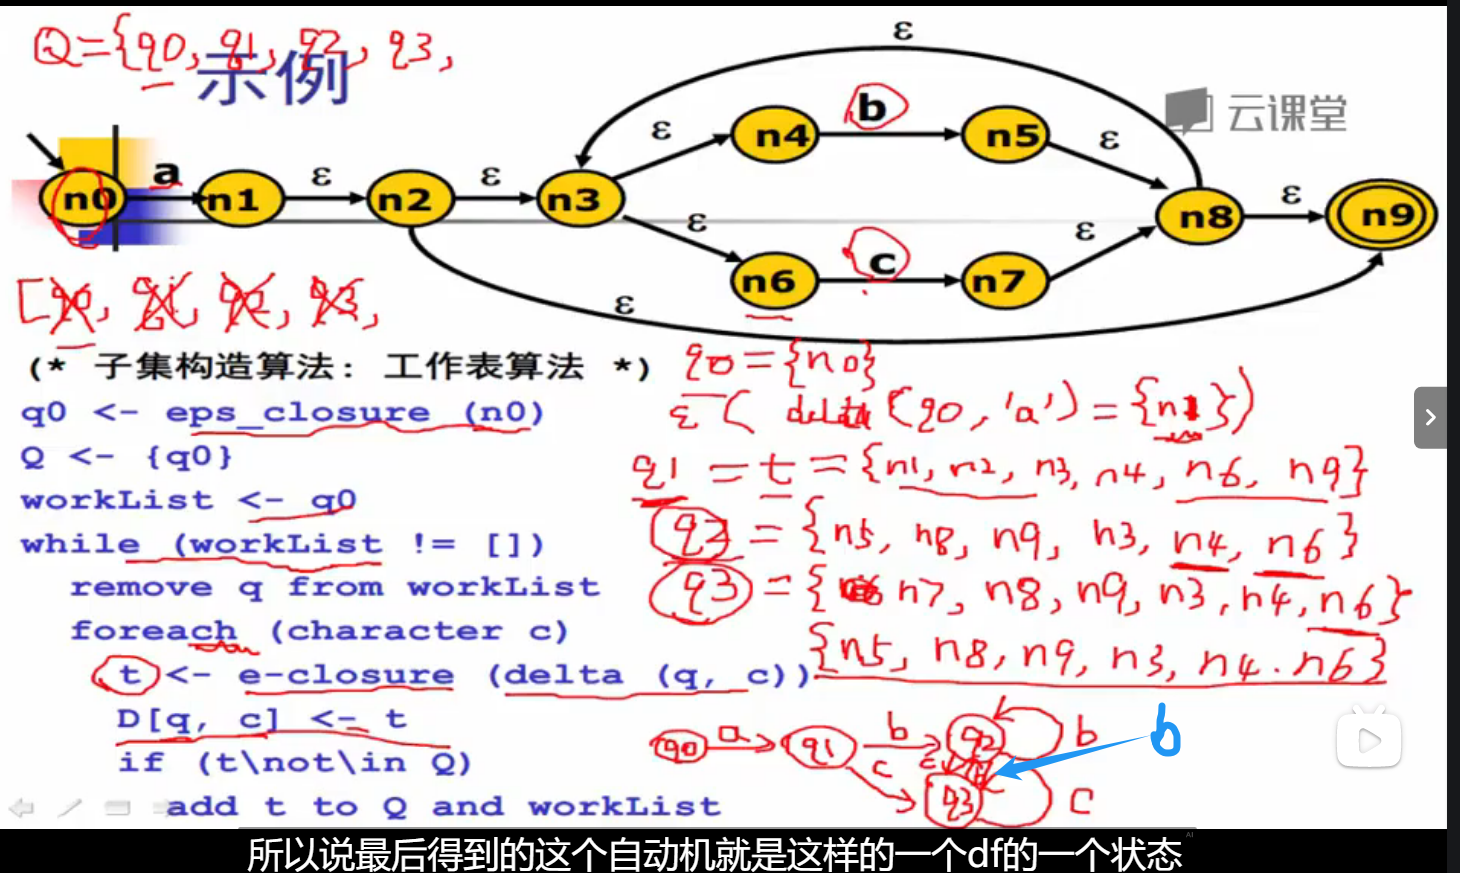 Q={q0, q1, q2, q3,
示例
云课堂
ε
ε ε
b
a ε ε
n4 n5
n0 n1 n2 n3
n8 ε n9
ε ε
c
n6 n7
ε
[q0, q1, q2, q3,
(* 子集构造算法: 工作表算法 *)
q0 <- eps_closure (n0)
Q <- {q0}
workList <- q0
while (workList != [])
remove q from workList
foreach (character c)
t <- e-closure (delta (q, c))
D[q, c] <- t
if (t\not\in Q)
add t to Q and workList
q0 = {n0}
ε ( delta (q0, 'a') = {n1})
q1 = t = {n1, n2, n3, n4, n6, n9}
q2 = {n5, n8, n9, n3, n4, n6}
q3 = { n7, n8, n9, n3, n4, n6}
{n5, n8, n9, n3, n4. n6}
b
q0 a q1 b q2 b
c c
q3 c
所以说最后得到的这个自动机就是这样的一个df的一个状态
AI